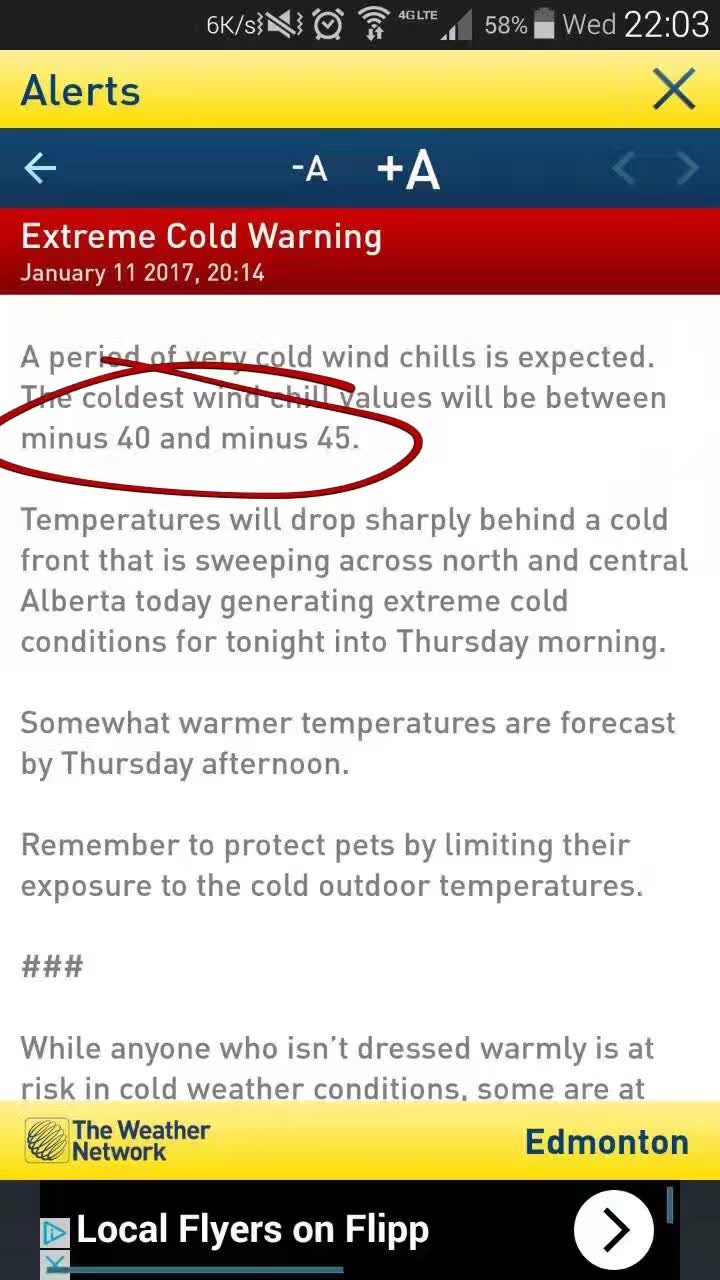 6K/s 4G LTE 58% Wed 22:03
Alerts
-A +A
Extreme Cold Warning
January 11 2017, 20:14
A period of very cold wind chills is expected.
The coldest wind chill values will be between
minus 40 and minus 45.
Temperatures will drop sharply behind a cold
front that is sweeping across north and central
Alberta today generating extreme cold
conditions for tonight into Thursday morning.
Somewhat warmer temperatures are forecast
by Thursday afternoon.
Remember to protect pets by limiting their
exposure to the cold outdoor temperatures.
###
While anyone who isn't dressed warmly is at
risk in cold weather conditions, some are at
The Weather
Network
Edmonton
Local Flyers on Flipp